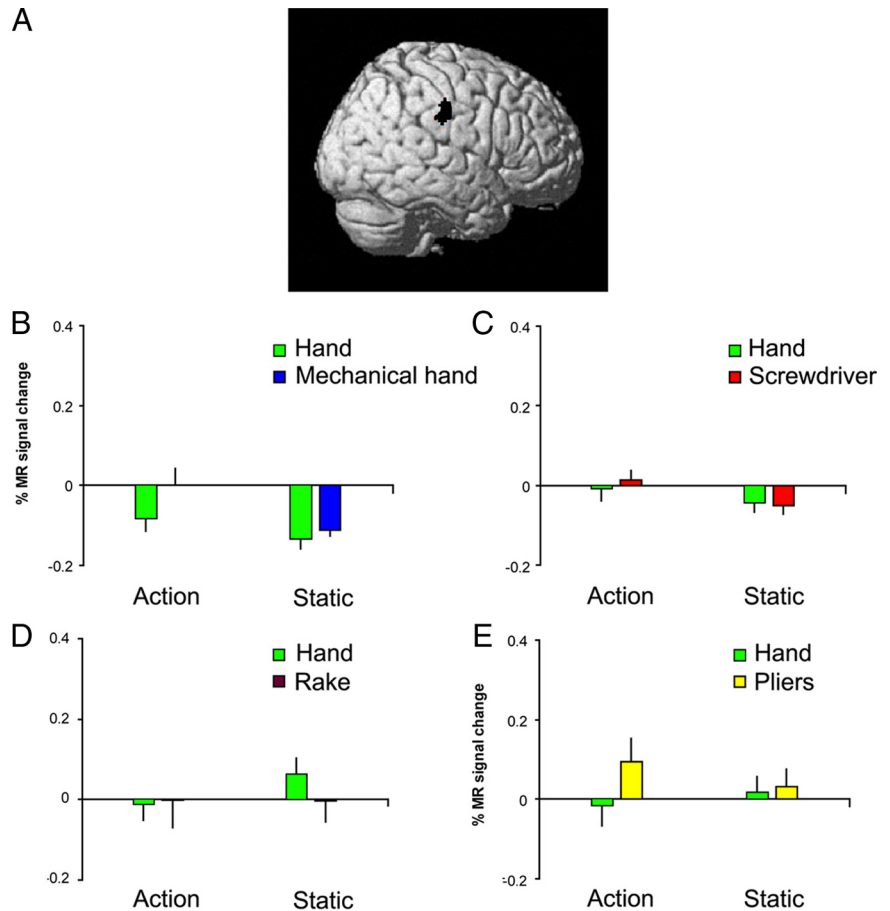 A
B
0.4
0.2
0
-0.2
% MR signal change
Hand
Mechanical hand
Action
Static
C
0.4
0.2
0
-0.2
Hand
Screwdriver
Action
Static
D
0.4
0.2
0
-0.2
Hand
Rake
Action
Static
E
0.4
0.2
0
-0.2
% MR signal change
Hand
Pliers
Action
Static